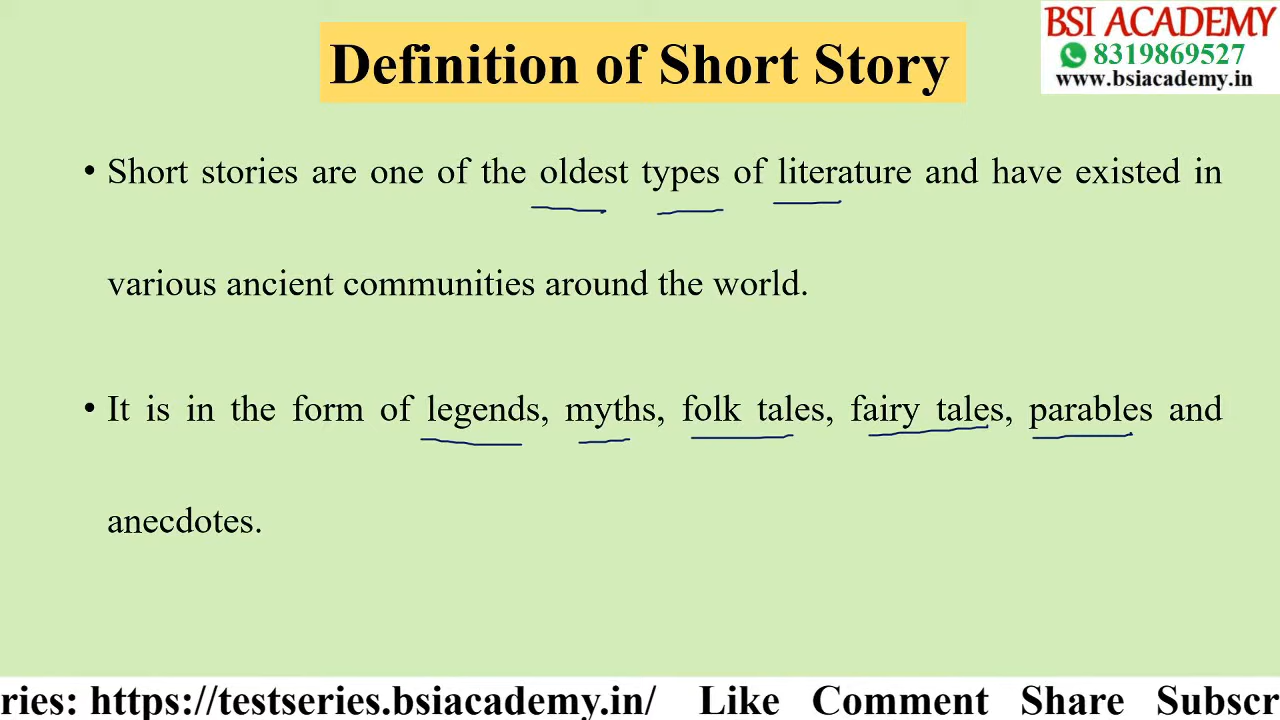 BSI ACADEMY
8319869527
www.bsiacademy.in
Definition of Short Story
• Short stories are one of the oldest types of literature and have existed in
various ancient communities around the world.
• It is in the form of legends, myths, folk tales, fairy tales, parables and
anecdotes.
ries: https://testseries.bsiacademy.in/ Like Comment Share Subscr